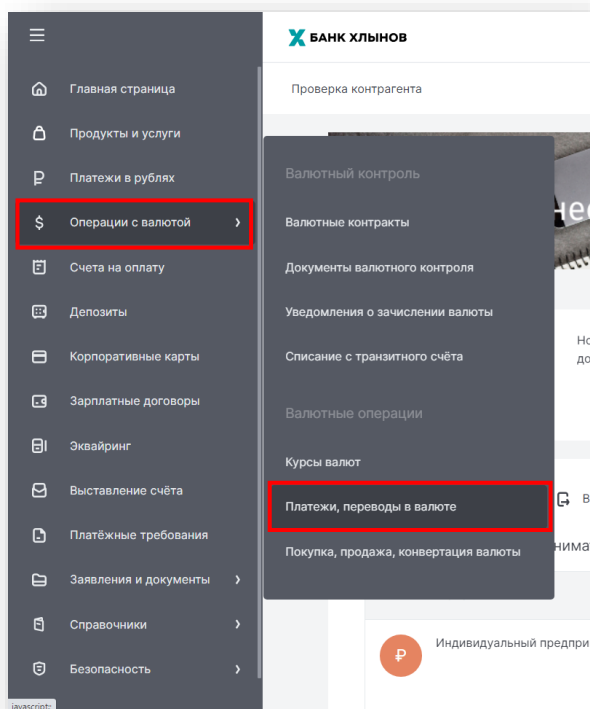 БАНК ХЛЫНОВ
Главная страница
Проверка контрагента
Продукты и услуги
Платежи в рублях
Операции с валютой
Счета на оплату
Депозиты
Корпоративные карты
Зарплатные договоры
Эквайринг
Выставление счёта
Платёжные требования
Заявления и документы
Справочники
Безопасность
javascript:
Валютный контроль
Валютные контракты
Документы валютного контроля
Уведомления о зачислении валюты
Списание с транзитного счёта
Валютные операции
Курсы валют
Платежи, переводы в валюте
Покупка, продажа, конвертация валюты
Индивидуальный предпри